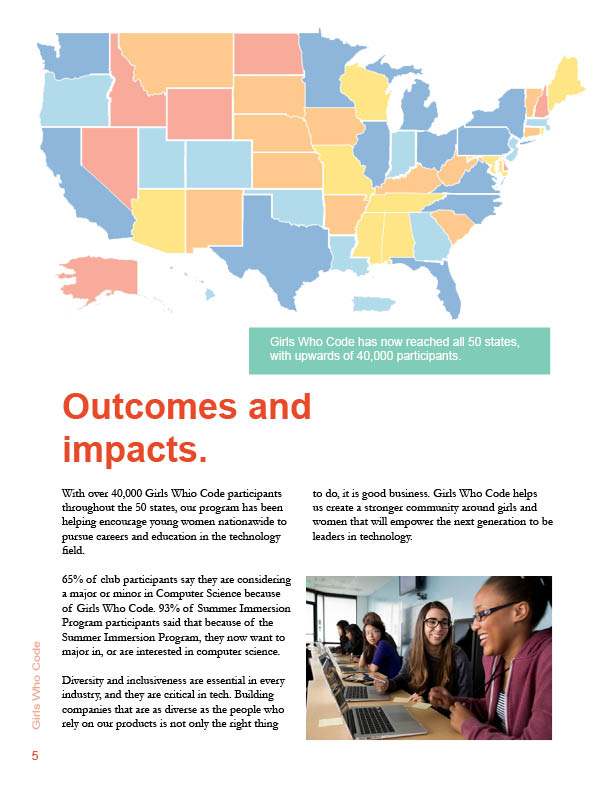 Girls Who Code has now reached all 50 states,
with upwards of 40,000 participants.
Outcomes and
impacts.
With over 40,000 Girls Whio Code participants
throughout the 50 states, our program has been
helping encourage young women nationwide to
pursue careers and education in the technology
field.
65% of club participants say they are considering
a major or minor in Computer Science because
of Girls Who Code. 93% of Summer Immersion
Program participants said that because of the
Summer Immersion Program, they now want to
major in, or are interested in computer science.
Diversity and inclusiveness are essential in every
industry, and they are critical in tech. Building
companies that are as diverse as the people who
rely on our products is not only the right thing
to do, it is good business. Girls Who Code helps
us create a stronger community around girls and
women that will empower the next generation to be
leaders in technology.
Girls Who Code
5